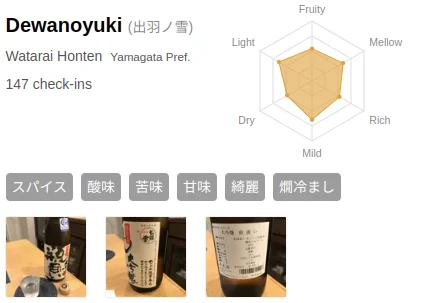 Dewanoyuki (出羽ノ雪)
Watarai Honten Yamagata Pref.
147 check-ins
Fruity
Light
Mellow
Dry
Rich
Mild
スパイス 酸味 苦味 甘味 綺麗 燗冷まし